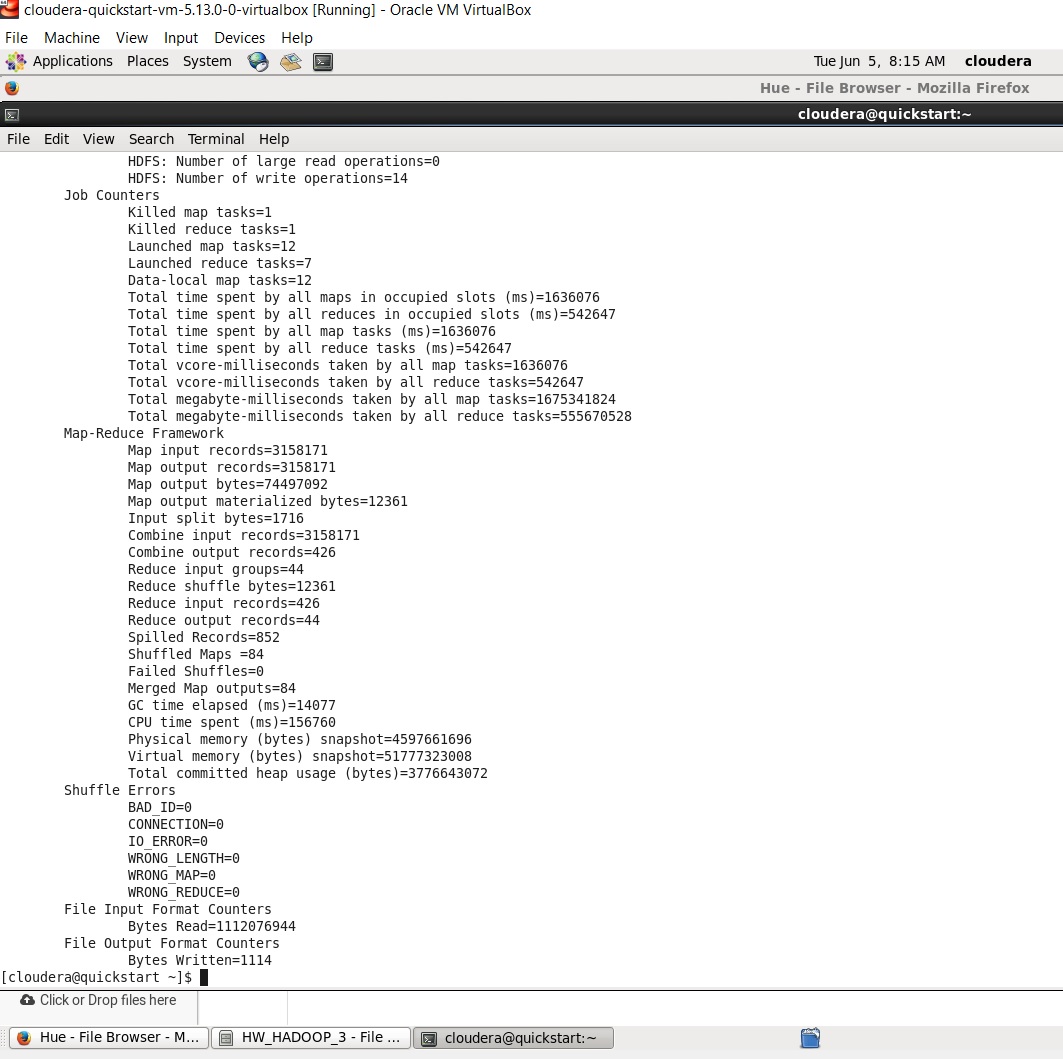 cloudera-quickstart-vm-5.13.0-0-virtualbox [Running] - Oracle VM VirtualBox
File Machine View Input Devices Help
Applications Places System Tue Jun 5, 8:15 AM cloudera
Hue - File Browser - Mozilla Firefox
cloudera@quickstart:~
File Edit View Search Terminal Help
HDFS: Number of large read operations=0
HDFS: Number of write operations=14
Job Counters
Killed map tasks=1
Killed reduce tasks=1
Launched map tasks=12
Launched reduce tasks=7
Data-local map tasks=12
Total time spent by all maps in occupied slots (ms)=1636076
Total time spent by all reduces in occupied slots (ms)=542647
Total time spent by all map tasks (ms)=1636076
Total time spent by all reduce tasks (ms)=542647
Total vcore-milliseconds taken by all map tasks=1636076
Total vcore-milliseconds taken by all reduce tasks=542647
Total megabyte-milliseconds taken by all map tasks=1675341824
Total megabyte-milliseconds taken by all reduce tasks=555670528
Map-Reduce Framework
Map input records=3158171
Map output records=3158171
Map output bytes=74497092
Map output materialized bytes=12361
Input split bytes=1716
Combine input records=3158171
Combine output records=426
Reduce input groups=44
Reduce shuffle bytes=12361
Reduce input records=426
Reduce output records=44
Spilled Records=852
Shuffled Maps =84
Failed Shuffles=0
Merged Map outputs=84
GC time elapsed (ms)=14077
CPU time spent (ms)=156760
Physical memory (bytes) snapshot=4597661696
Virtual memory (bytes) snapshot=51777323008
Total committed heap usage (bytes)=3776643072
Shuffle Errors
BAD_ID=0
CONNECTION=0
IO_ERROR=0
WRONG_LENGTH=0
WRONG_MAP=0
WRONG_REDUCE=0
File Input Format Counters
Bytes Read=1112076944
File Output Format Counters
Bytes Written=1114
[cloudera@quickstart ~]$
Click or Drop files here
Hue - File Browser - M... HW_HADOOP_3 - File ... cloudera@quickstart:~